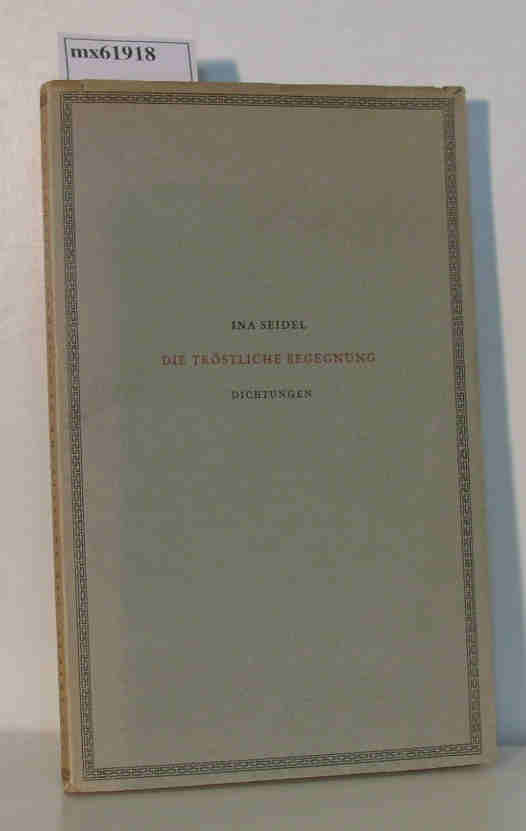 mx61918
INA SEIDEL
DIE TRÖSTLICHE BEGEGNUNG
DICHTUNGEN